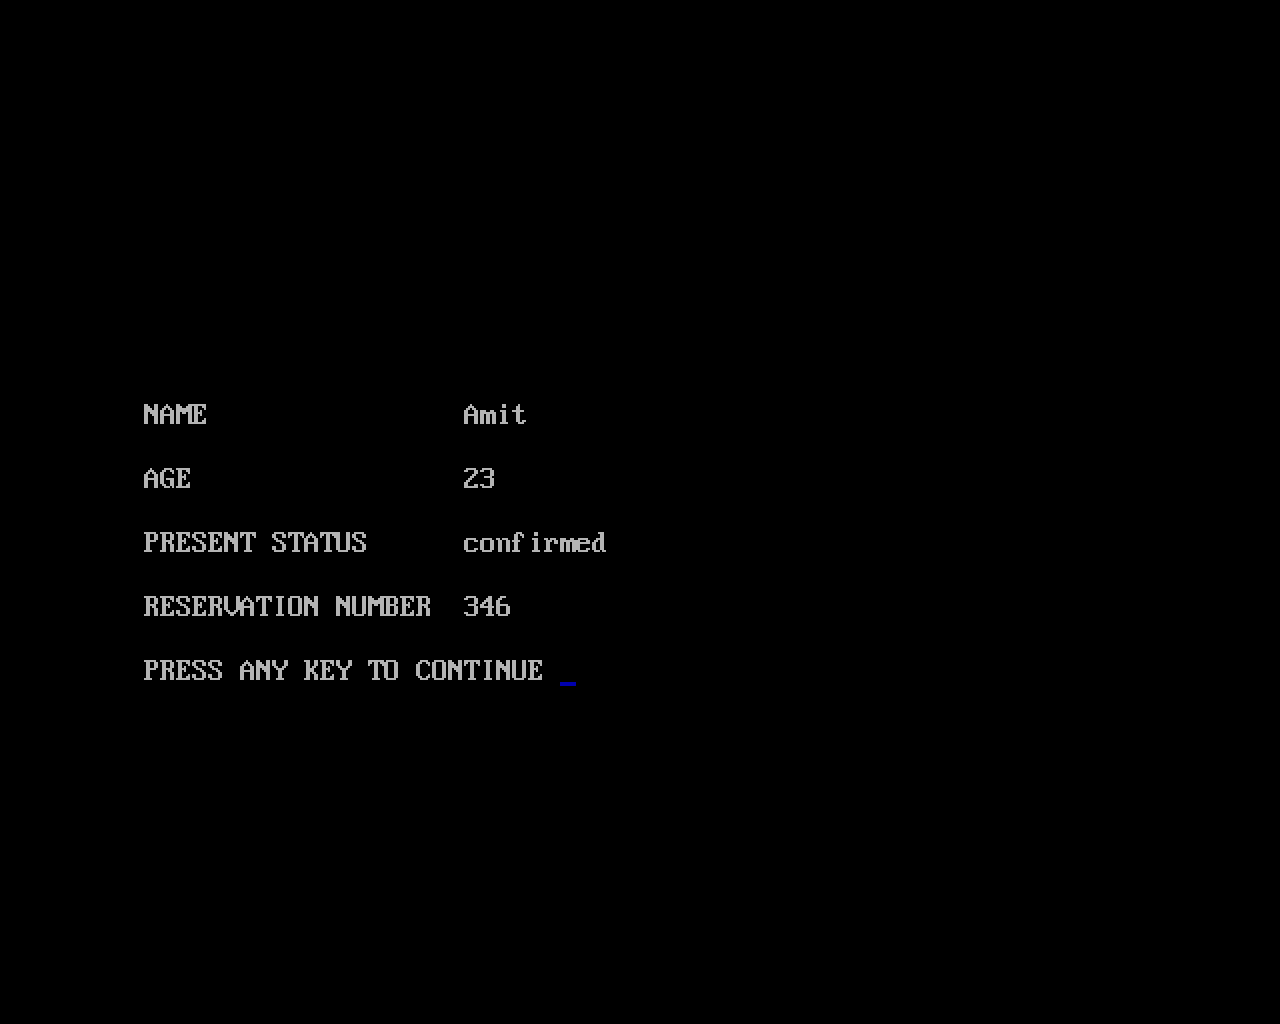 NAME Amit
AGE 23
PRESENT STATUS confirmed
RESERVATION NUMBER 346
PRESS ANY KEY TO CONTINUE _